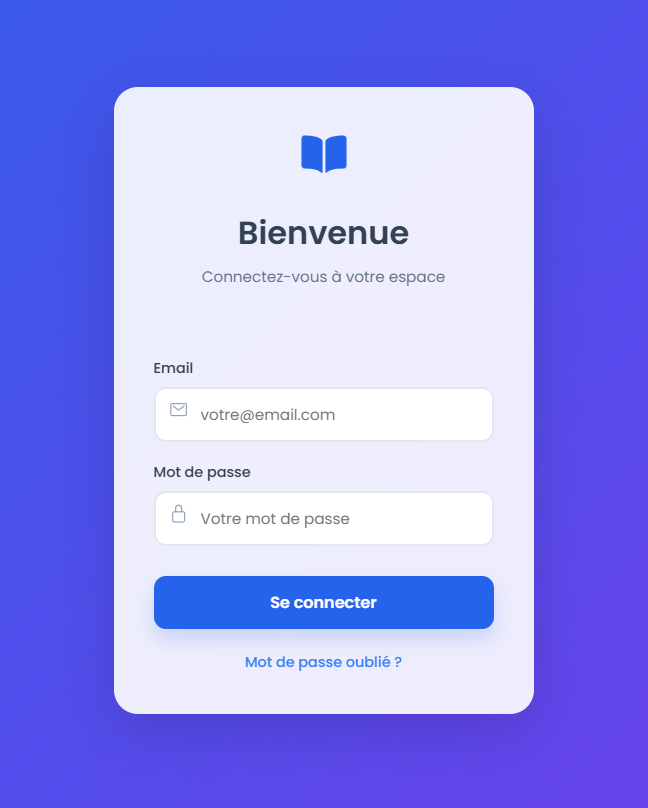 Bienvenue
Connectez-vous à votre espace
Email
votre@email.com
Mot de passe
Votre mot de passe
Se connecter
Mot de passe oublié ?